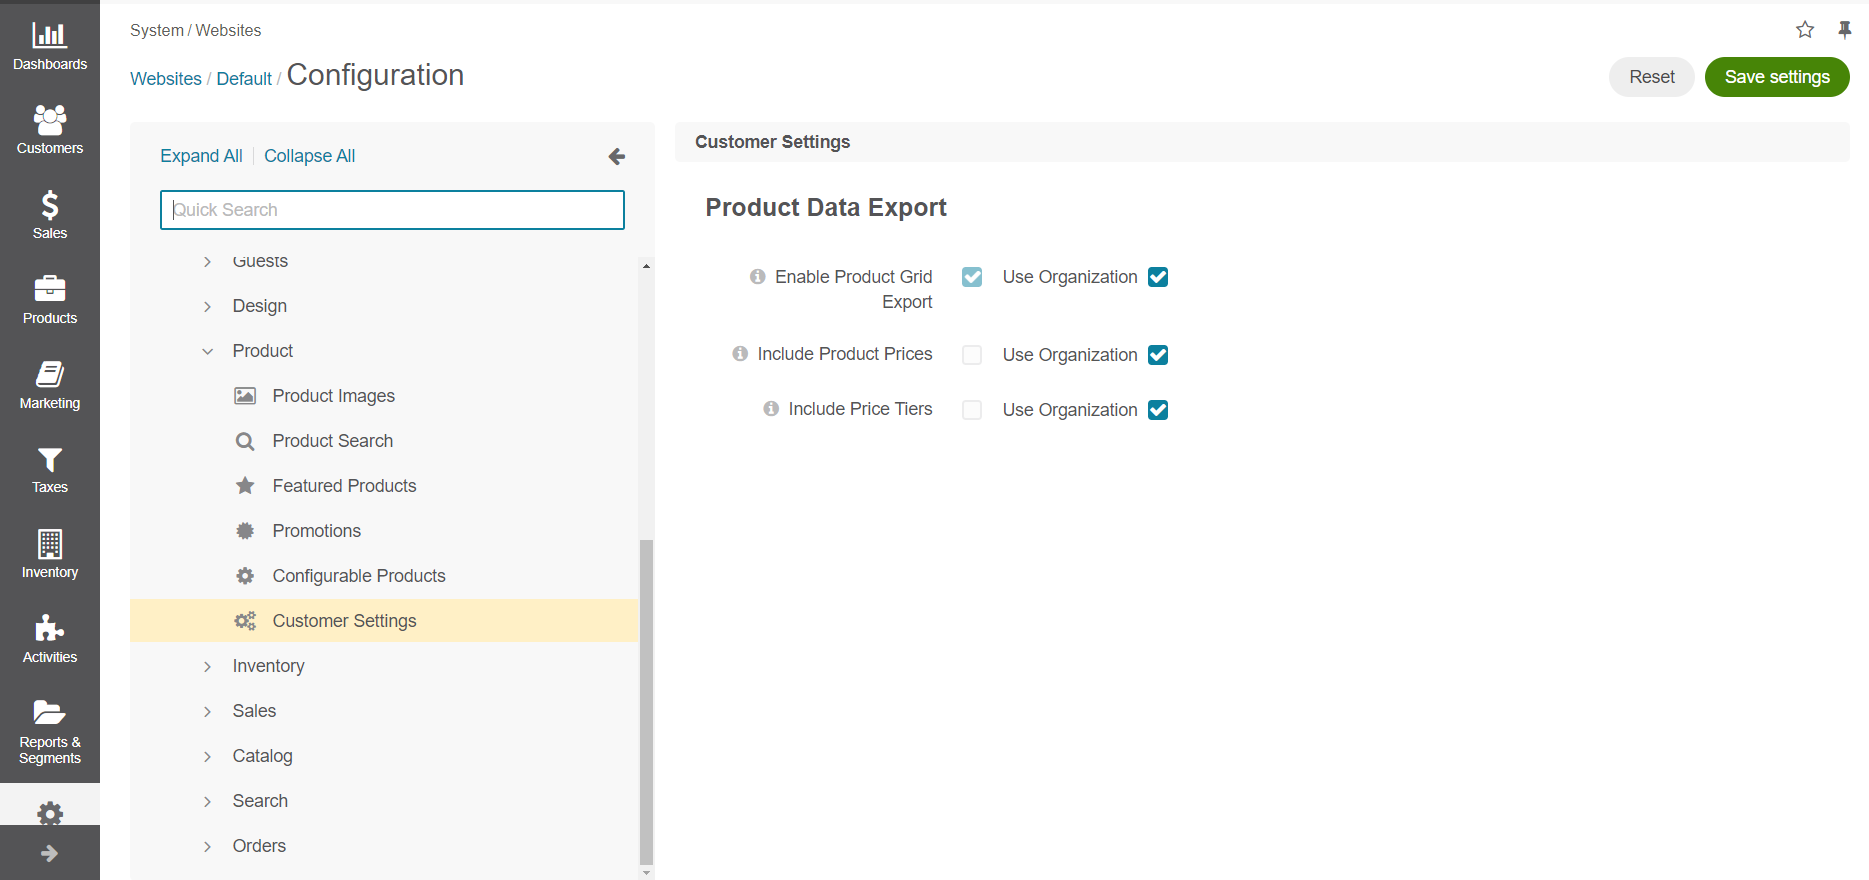 Dashboards
Customers
Sales
Products
Marketing
Taxes
Inventory
Activities
Reports &
Segments
System / Websites
Websites / Default / Configuration
Reset
Save settings
Expand All
Collapse All
Quick Search
Guests
Design
Product
Product Images
Product Search
Featured Products
Promotions
Configurable Products
Customer Settings
Inventory
Sales
Catalog
Search
Orders
Customer Settings
Product Data Export
Enable Product Grid
Export
Use Organization
Include Product Prices
Use Organization
Include Price Tiers
Use Organization